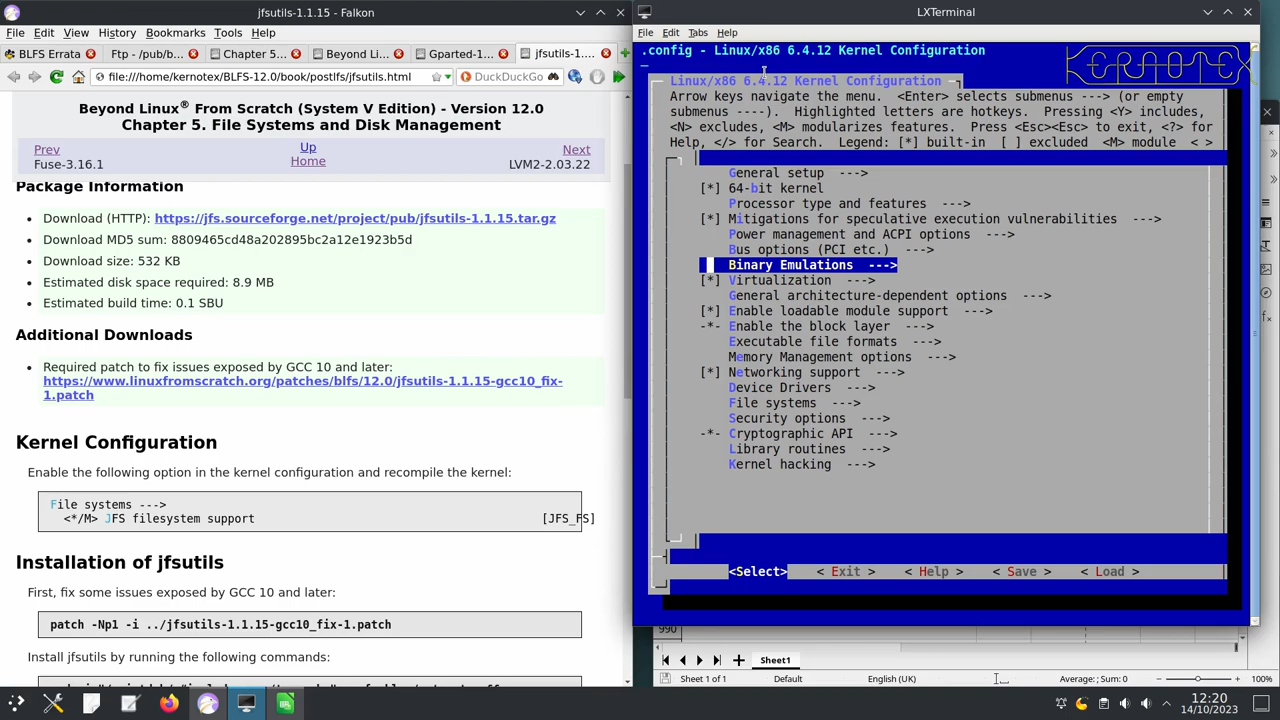 jfsutils-1.1.15 - Falkon
File Edit View History Bookmarks Tools Help
BLFS Errata
Ftp - /pub/b...
Chapter 5...
Beyond Li...
Gparted-1...
jfsutils-1....
file:///home/kernotex/BLFS-12.0/book/postlfs/jfsutils.html
DuckDuckGo
Beyond Linux® From Scratch (System V Edition) - Version 12.0
Chapter 5. File Systems and Disk Management
Prev Up Next
Fuse-3.16.1 Home LVM2-2.03.22
Package Information
• Download (HTTP): https://jfs.sourceforge.net/project/pub/jfsutils-1.1.15.tar.gz
• Download MD5 sum: 8809465cd48a202895bc2a12e1923b5d
• Download size: 532 KB
• Estimated disk space required: 8.9 MB
• Estimated build time: 0.1 SBU
Additional Downloads
• Required patch to fix issues exposed by GCC 10 and later:
https://www.linuxfromscratch.org/patches/blfs/12.0/jfsutils-1.1.15-gcc10_fix-
1.patch
Kernel Configuration
Enable the following option in the kernel configuration and recompile the kernel:
File systems --->
<*/M> JFS filesystem support [JFS_FS]
Installation of jfsutils
First, fix some issues exposed by GCC 10 and later:
patch -Np1 -i ../jfsutils-1.1.15-gcc10_fix-1.patch
Install jfsutils by running the following commands:
LXTerminal
File Edit Tabs Help
.config - Linux/x86 6.4.12 Kernel Configuration
KERNOTEX
Linux/x86 6.4.12 Kernel Configuration
Arrow keys navigate the menu. <Enter> selects submenus ---> (or empty
submenus ----). Highlighted letters are hotkeys. Pressing <Y> includes,
<N> excludes, <M> modularizes features. Press <Esc><Esc> to exit, <?> for
Help, </> for Search. Legend: [*] built-in [ ] excluded <M> module < >
General setup --->
[*] 64-bit kernel
Processor type and features --->
[*] Mitigations for speculative execution vulnerabilities --->
Power management and ACPI options --->
Bus options (PCI etc.) --->
Binary Emulations --->
[*] Virtualization --->
General architecture-dependent options --->
[*] Enable loadable module support --->
-*- Enable the block layer --->
Executable file formats --->
Memory Management options --->
[*] Networking support --->
Device Drivers --->
File systems --->
Security options --->
-*- Cryptographic API --->
Library routines --->
Kernel hacking --->
<Select> < Exit > < Help > < Save > < Load >
990
Sheet1
Sheet 1 of 1 Default English (UK) Average: ; Sum: 0 100%
12:20
14/10/2023